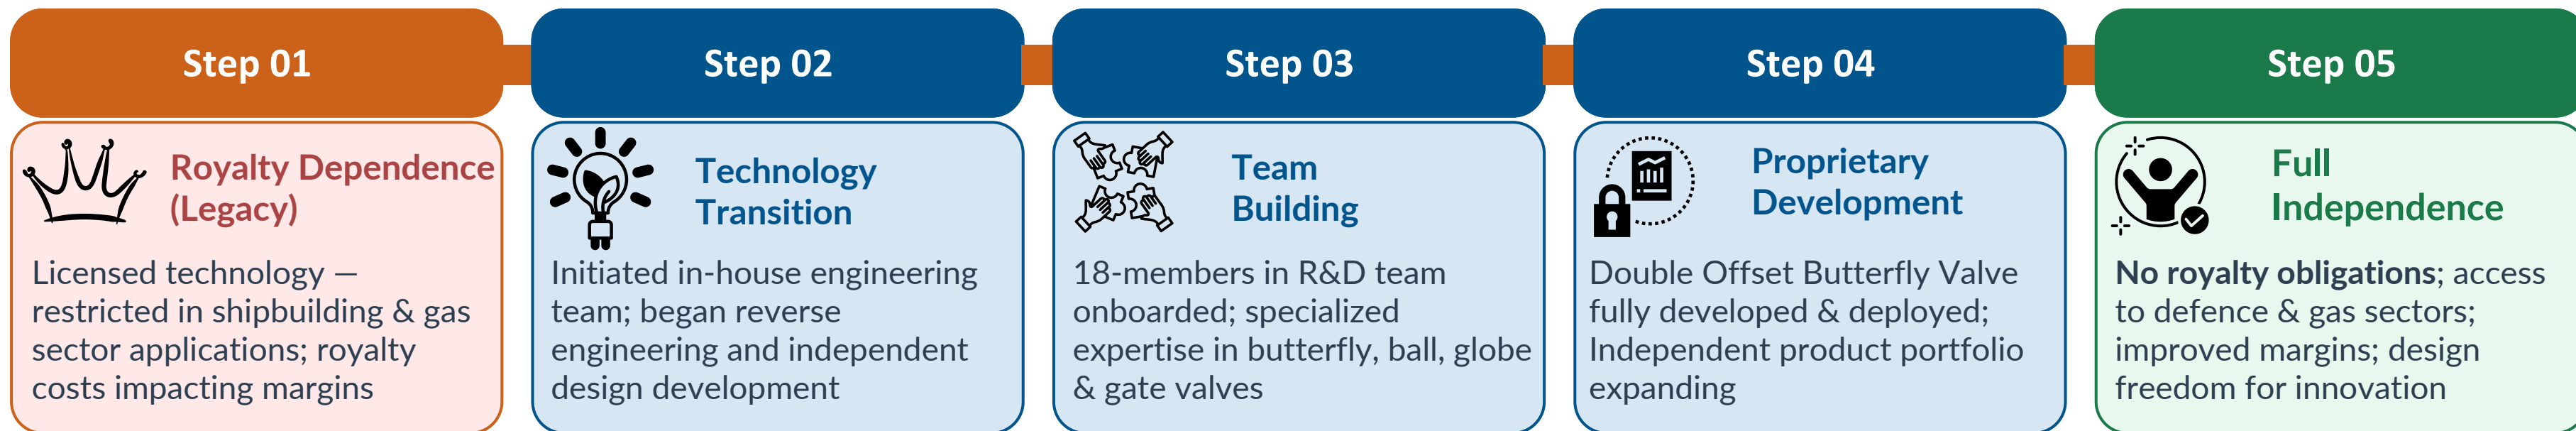 Step 01
Royalty Dependence
(Legacy)
Licensed technology —
restricted in shipbuilding & gas
sector applications; royalty
costs impacting margins
Step 02
Technology
Transition
Initiated in-house engineering
team; began reverse
engineering and independent
design development
Step 03
Team
Building
18-members in R&D team
onboarded; specialized
expertise in butterfly, ball, globe
& gate valves
Step 04
Proprietary
Development
Double Offset Butterfly Valve
fully developed & deployed;
Independent product portfolio
expanding
Step 05
Full
Independence
No royalty obligations; access
to defence & gas sectors;
improved margins; design
freedom for innovation